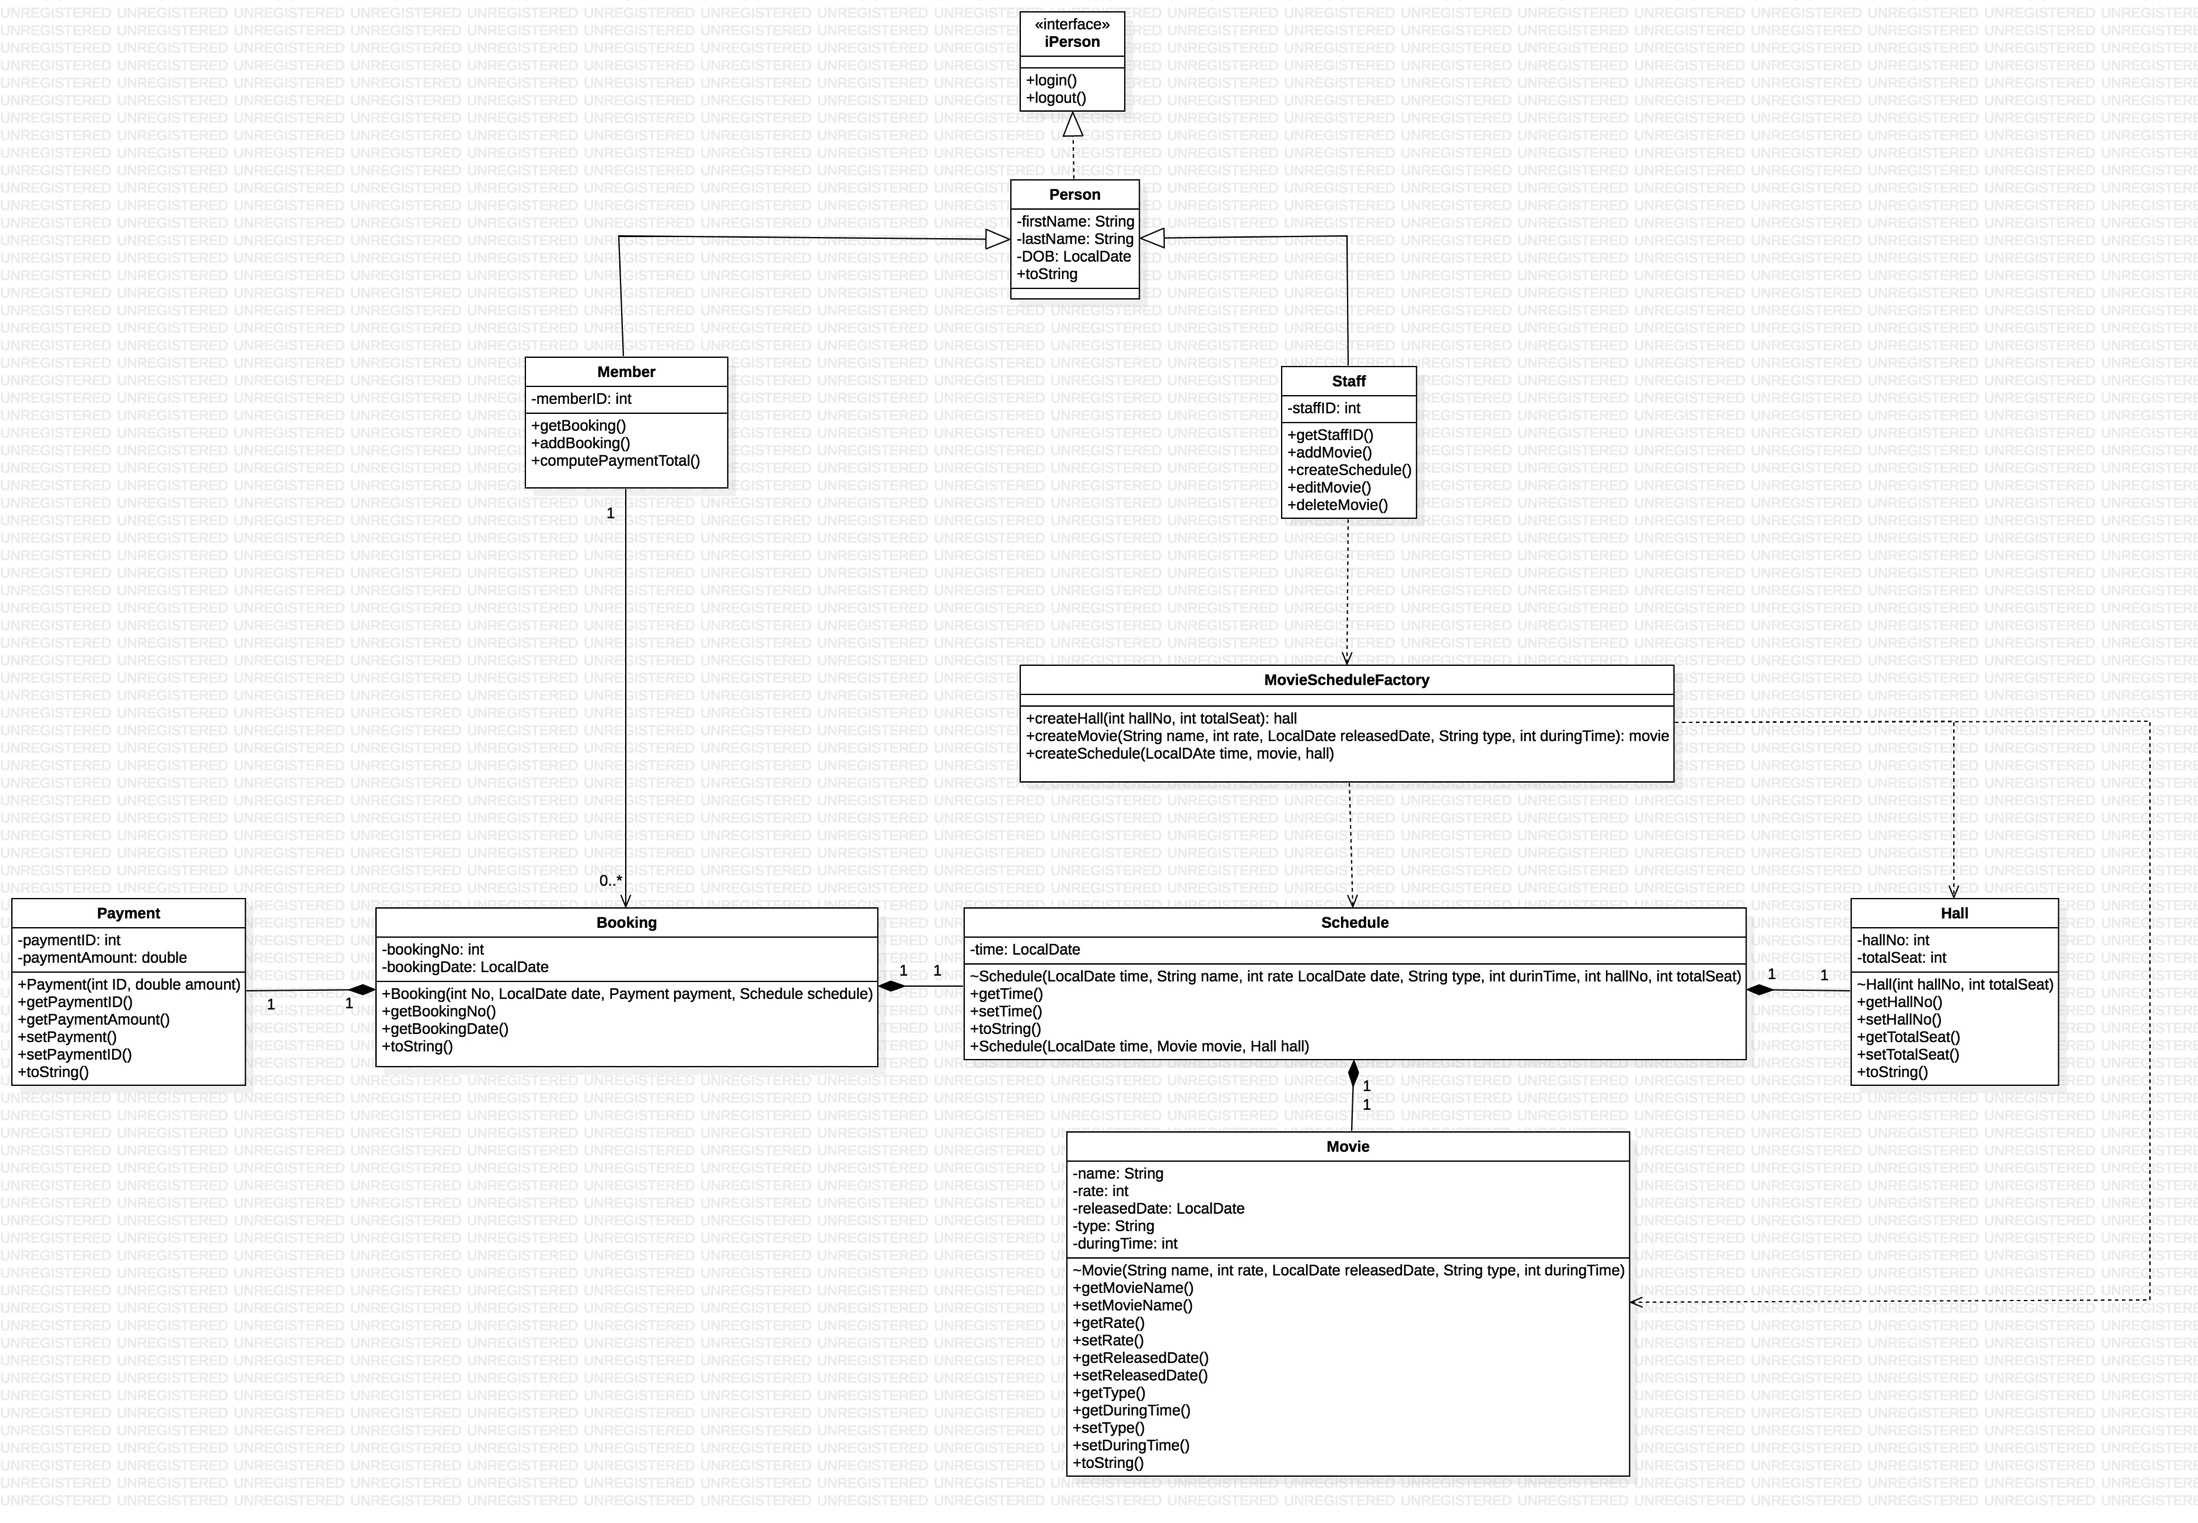 «interface»
iPerson
+login()
+logout()
Person
-firstName: String
-lastName: String
-DOB: LocalDate
+toString
Member
-memberID: int
+getBooking()
+addBooking()
+computePaymentTotal()
Staff
-staffID: int
+getStaffID()
+addMovie()
+createSchedule()
+editMovie()
+deleteMovie()
1
0..*
MovieScheduleFactory
+createHall(int hallNo, int totalSeat): hall
+createMovie(String name, int rate, LocalDate releasedDate, String type, int duringTime): movie
+createSchedule(LocalDAte time, movie, hall)
Payment
-paymentID: int
-paymentAmount: double
+Payment(int ID, double amount)
+getPaymentID()
+getPaymentAmount()
+setPayment()
+setPaymentID()
+toString()
1
1
Booking
-bookingNo: int
-bookingDate: LocalDate
+Booking(int No, LocalDate date, Payment payment, Schedule schedule)
+getBookingNo()
+getBookingDate()
+toString()
1
1
Schedule
-time: LocalDate
~Schedule(LocalDate time, String name, int rate LocalDate date, String type, int durinTime, int hallNo, int totalSeat)
+getTime()
+setTime()
+toString()
+Schedule(LocalDate time, Movie movie, Hall hall)
1
1
Hall
-hallNo: int
-totalSeat: int
~Hall(int hallNo, int totalSeat)
+getHallNo()
+setHallNo()
+getTotalSeat()
+setTotalSeat()
+toString()
1
1
Movie
-name: String
-rate: int
-releasedDate: LocalDate
-type: String
-duringTime: int
~Movie(String name, int rate, LocalDate releasedDate, String type, int duringTime)
+getMovieName()
+setMovieName()
+getRate()
+setRate()
+getReleasedDate()
+setReleasedDate()
+getType()
+getDuringTime()
+setType()
+setDuringTime()
+toString()
UNREGISTERED